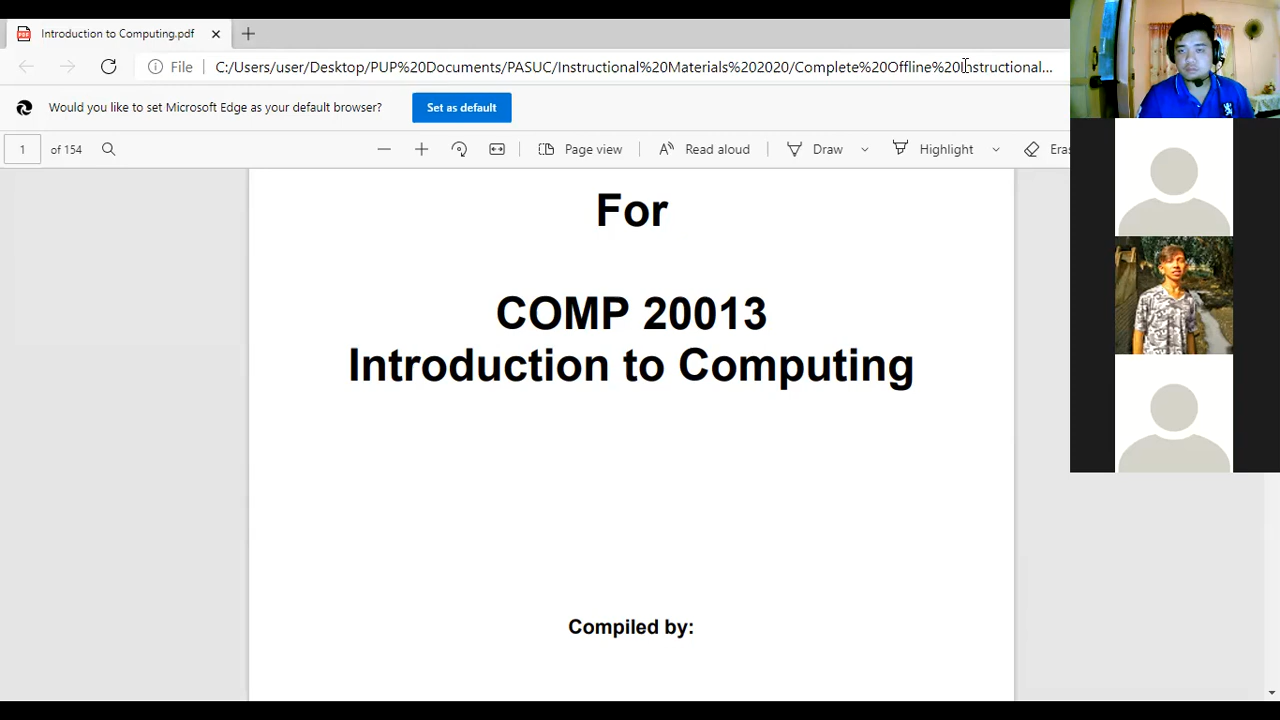 Introduction to Computing.pdf
File
C:/Users/user/Desktop/PUP%20Documents/PASUC/Instructional%20Materials%202020/Complete%20Offline%20Instructional...
Would you like to set Microsoft Edge as your default browser?
Set as default
1 of 154
Page view
Read aloud
Draw
Highlight
Eras
For
COMP 20013
Introduction to Computing
Compiled by: